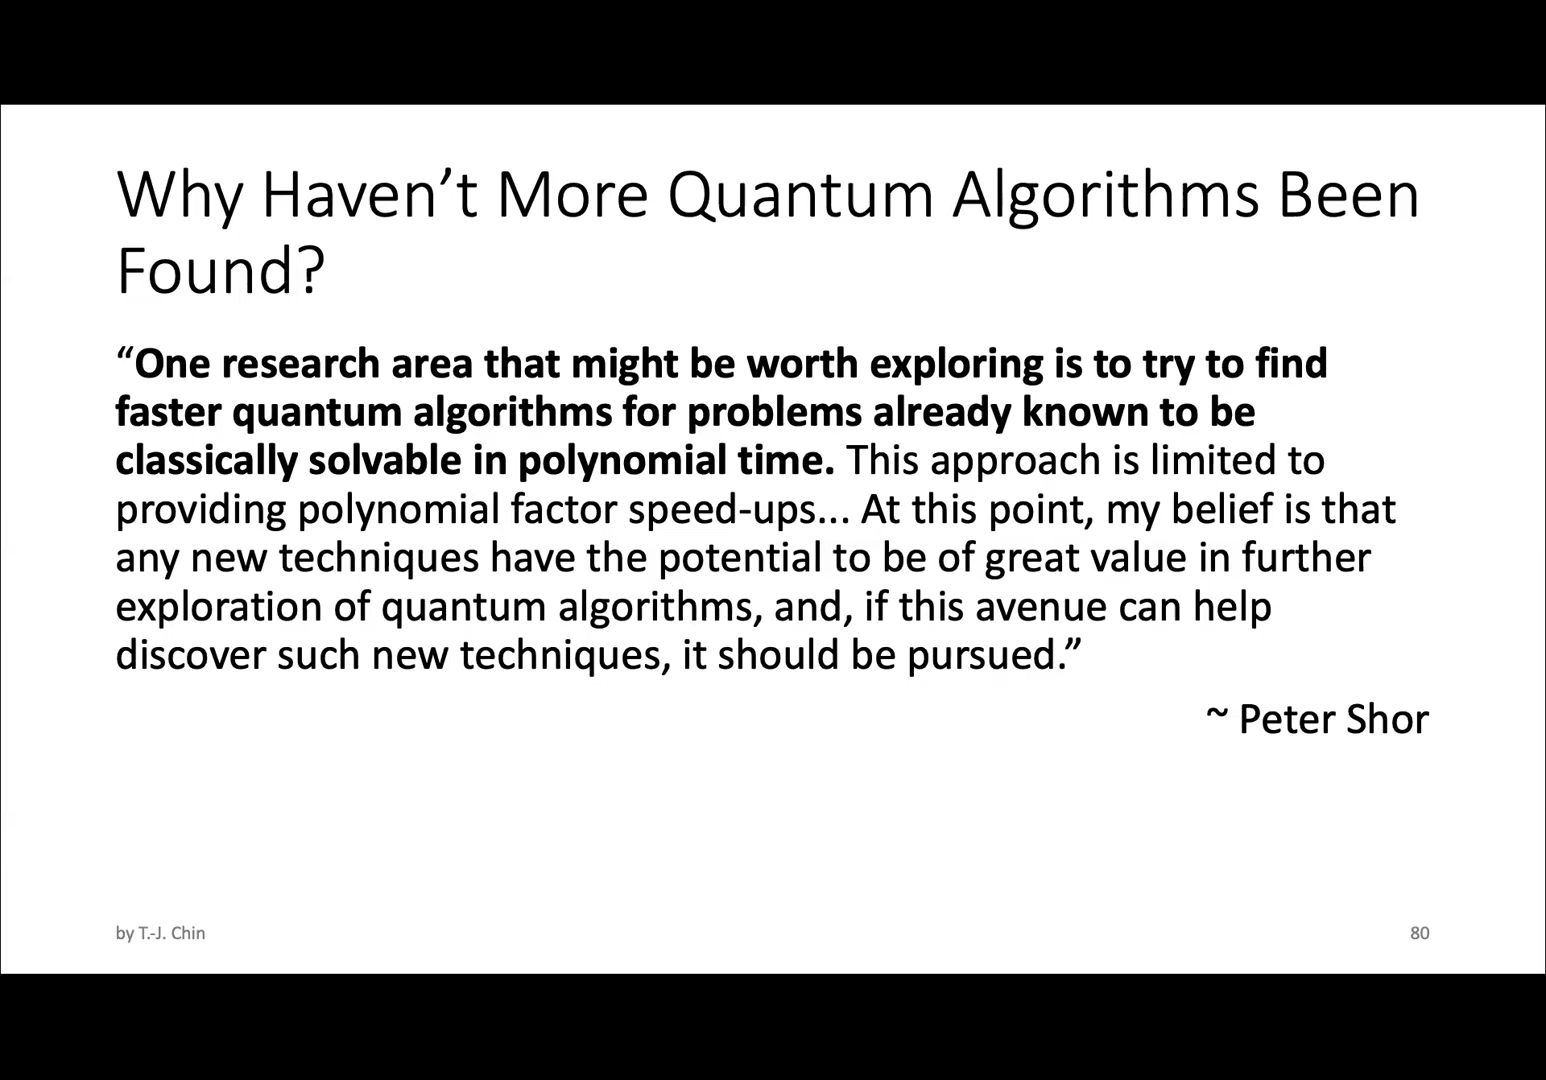 Why Haven’t More Quantum Algorithms Been
Found?
“One research area that might be worth exploring is to try to find
faster quantum algorithms for problems already known to be
classically solvable in polynomial time. This approach is limited to
providing polynomial factor speed-ups... At this point, my belief is that
any new techniques have the potential to be of great value in further
exploration of quantum algorithms, and, if this avenue can help
discover such new techniques, it should be pursued.”
~ Peter Shor
by T.-J. Chin
80